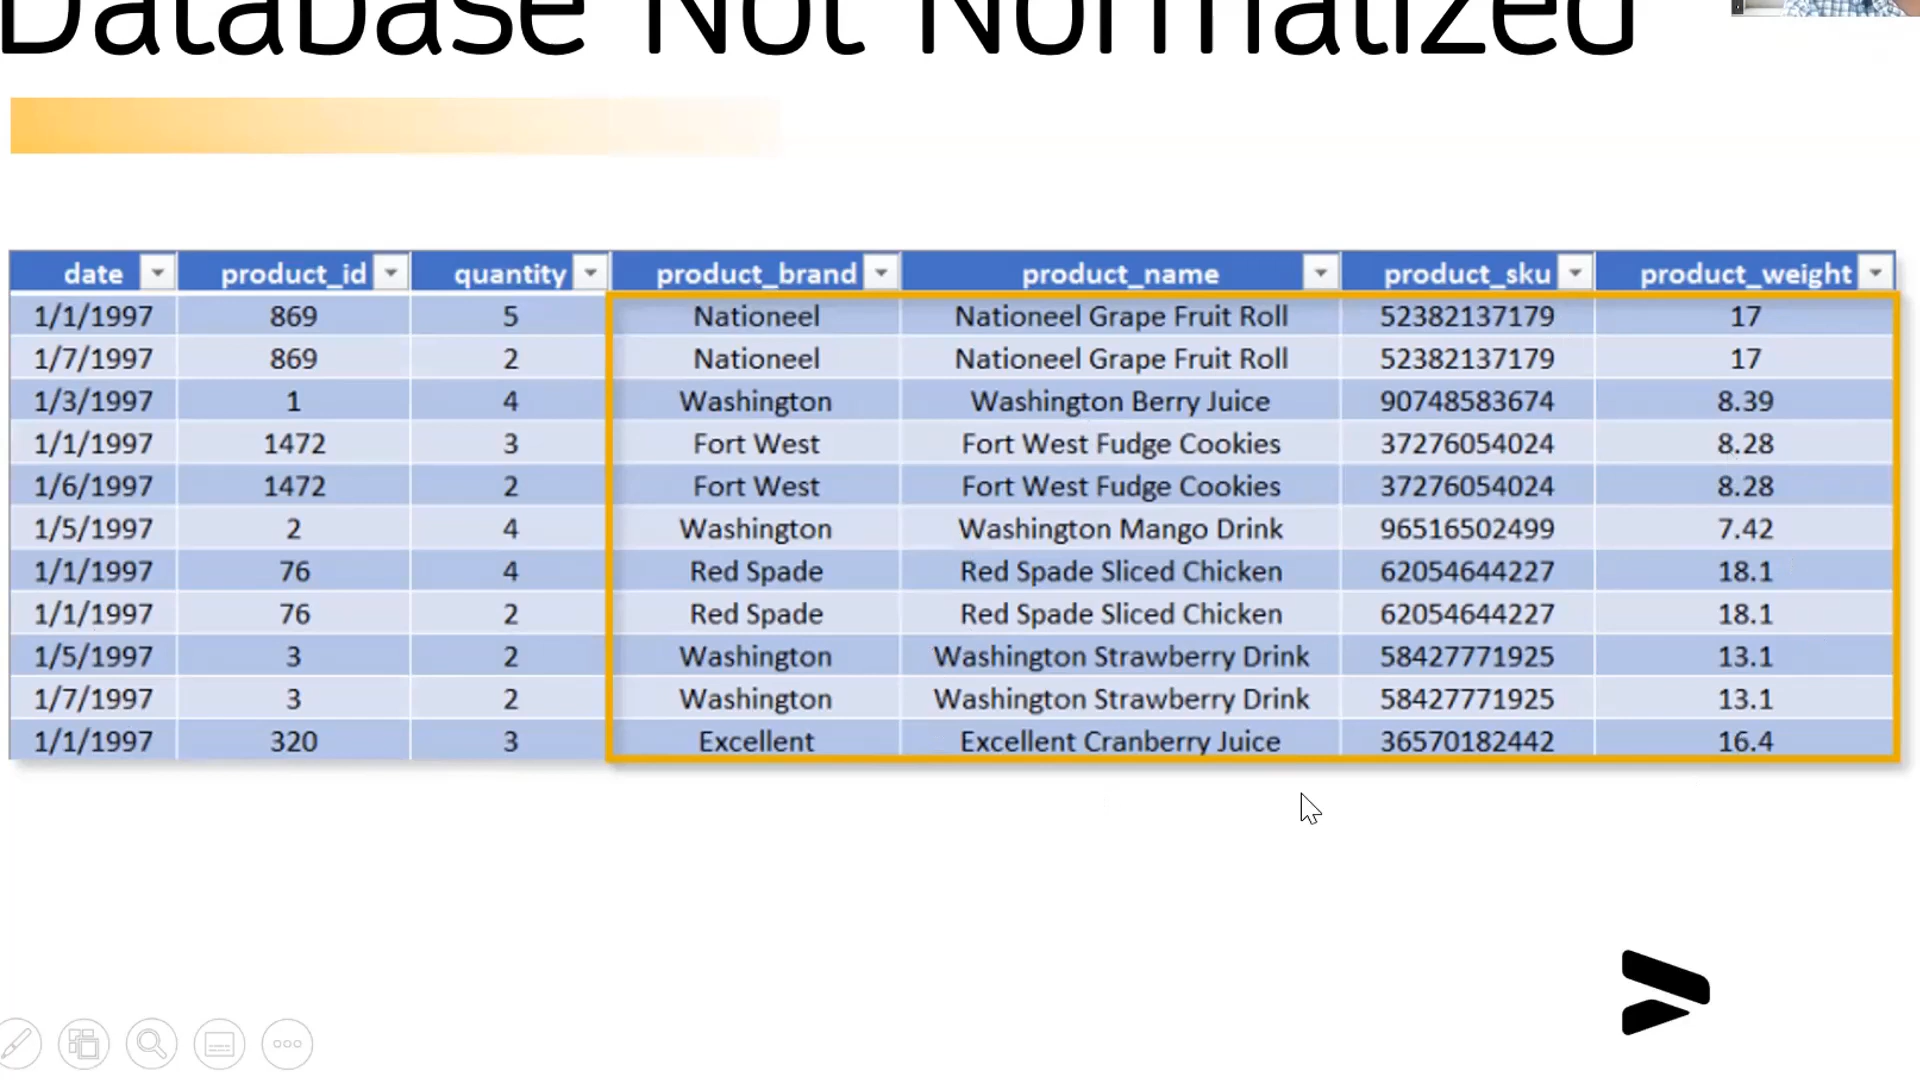 Database Not Normalized
date product_id quantity product_brand product_name product_sku product_weight
1/1/1997 869 5 Nationeel Nationeel Grape Fruit Roll 52382137179 17
1/7/1997 869 2 Nationeel Nationeel Grape Fruit Roll 52382137179 17
1/3/1997 1 4 Washington Washington Berry Juice 90748583674 8.39
1/1/1997 1472 3 Fort West Fort West Fudge Cookies 37276054024 8.28
1/6/1997 1472 2 Fort West Fort West Fudge Cookies 37276054024 8.28
1/5/1997 2 4 Washington Washington Mango Drink 96516502499 7.42
1/1/1997 76 4 Red Spade Red Spade Sliced Chicken 62054644227 18.1
1/1/1997 76 2 Red Spade Red Spade Sliced Chicken 62054644227 18.1
1/5/1997 3 2 Washington Washington Strawberry Drink 58427771925 13.1
1/7/1997 3 2 Washington Washington Strawberry Drink 58427771925 13.1
1/1/1997 320 3 Excellent Excellent Cranberry Juice 36570182442 16.4